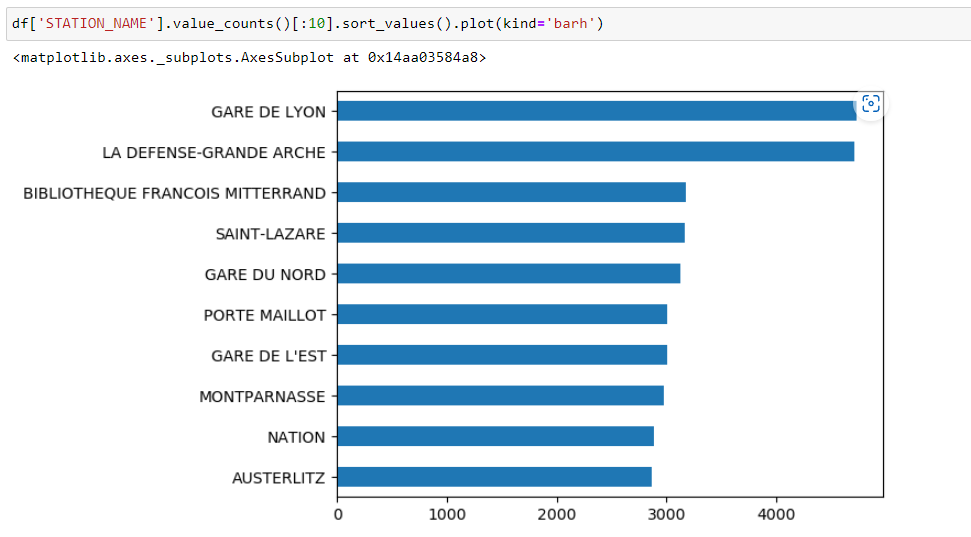 df['STATION_NAME'].value_counts()[:10].sort_values().plot(kind='barh')
<matplotlib.axes._subplots.AxesSubplot at 0x14aa03584a8>
GARE DE LYON
LA DEFENSE-GRANDE ARCHE
BIBLIOTHEQUE FRANCOIS MITTERRAND
SAINT-LAZARE
GARE DU NORD
PORTE MAILLOT
GARE DE L'EST
MONTPARNASSE
NATION
AUSTERLITZ
0 1000 2000 3000 4000